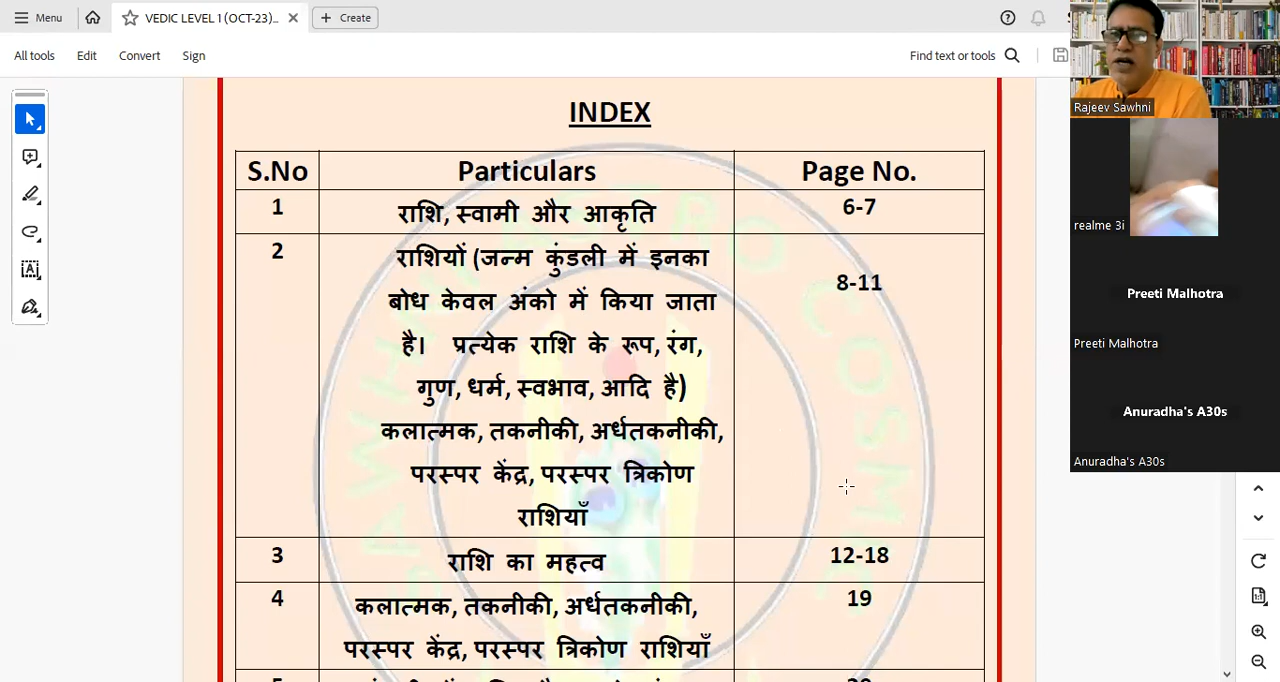 Menu
VEDIC LEVEL 1 (OCT-23)...
Create
All tools
Edit
Convert
Sign
Find text or tools
INDEX
S.No Particulars Page No.
1 राशि, स्वामी और आकृति 6-7
2 राशियों (जन्म कुंडली में इनका
बोध केवल अंको में किया जाता 8-11
है। प्रत्येक राशि के रूप, रंग,
गुण, धर्म, स्वभाव, आदि है)
कलात्मक, तकनीकी, अर्धतकनीकी,
परस्पर केंद्र, परस्पर त्रिकोण
राशियाँ
3 राशि का महत्व 12-18
4 कलात्मक, तकनीकी, अर्धतकनीकी, 19
परस्पर केंद्र, परस्पर त्रिकोण राशियाँ
Rajeev Sawhni
realme 3i
Preeti Malhotra
Preeti Malhotra
Anuradha's A30s
Anuradha's A30s